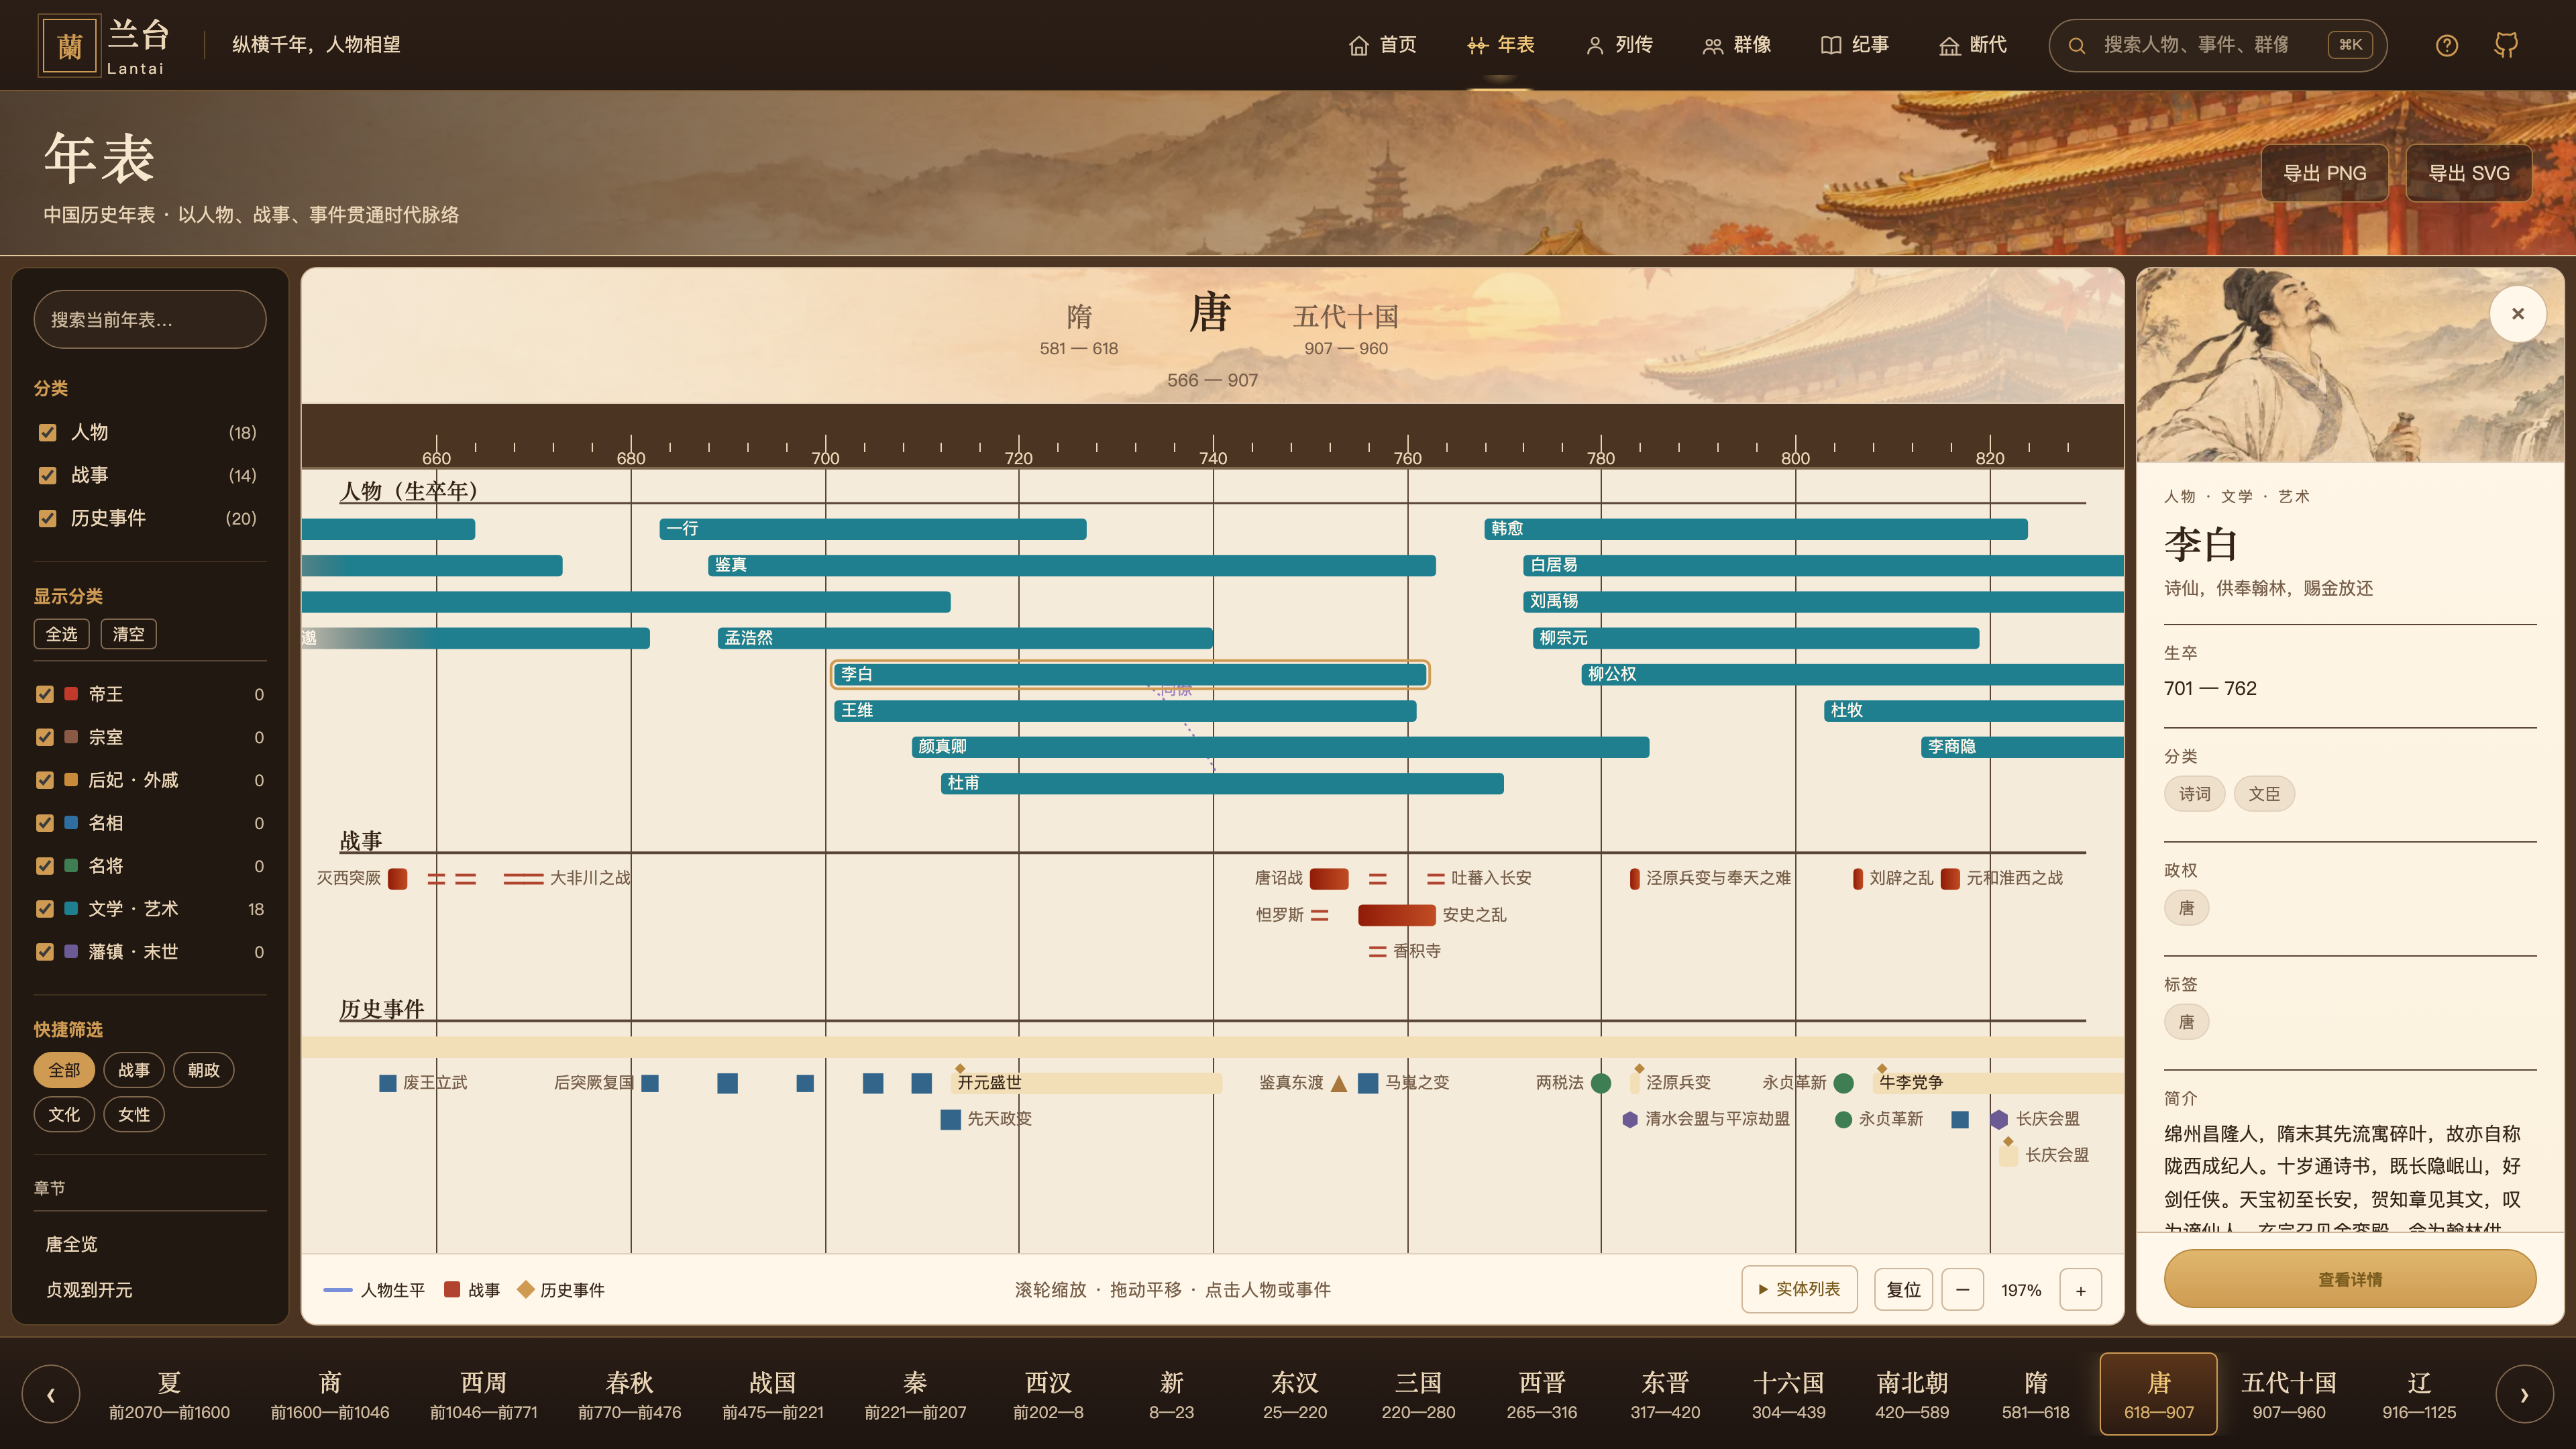 蘭
兰台
Lantai
纵横千年，人物相望
首页
年表
列传
群像
纪事
断代
搜索人物、事件、群像
⌘K
年表
中国历史年表 · 以人物、战事、事件贯通时代脉络
导出 PNG
导出 SVG
搜索当前年表...
分类
人物 (18)
战事 (14)
历史事件 (20)
显示分类
全选
清空
帝王 0
宗室 0
后妃 · 外戚 0
名相 0
名将 0
文学 · 艺术 18
藩镇 · 末世 0
快捷筛选
全部
战事
朝政
文化
女性
章节
唐全览
贞观到开元
隋
581 — 618
唐
566 — 907
五代十国
907 — 960
660 680 700 720 740 760 780 800 820
人物（生卒年）
一行
韩愈
鉴真
白居易
刘禹锡
邈
孟浩然
柳宗元
李白
柳公权
同僚
王维
杜牧
颜真卿
李商隐
杜甫
战事
灭西突厥
大非川之战
唐诏战
吐蕃入长安
泾原兵变与奉天之难
刘辟之乱
元和淮西之战
怛罗斯
安史之乱
香积寺
历史事件
废王立武
后突厥复国
开元盛世
鉴真东渡
马嵬之变
两税法
泾原兵变
永贞革新
牛李党争
先天政变
清水会盟与平凉劫盟
永贞革新
长庆会盟
长庆会盟
人物生平
战事
历史事件
滚轮缩放 · 拖动平移 · 点击人物或事件
▶ 实体列表
复位
—
197%
+
×
人物 · 文学 · 艺术
李白
诗仙，供奉翰林，赐金放还
生卒
701 — 762
分类
诗词
文臣
政权
唐
标签
唐
简介
绵州昌隆人，隋末其先流寓碎叶，故亦自称
陇西成纪人。十岁通诗书，既长隐岷山，好
剑任侠。天宝初至长安，贺知章见其文，叹
为谪仙人。玄宗召见金銮殿，命为翰林供
查看详情
夏
前2070—前1600
商
前1600—前1046
西周
前1046—前771
春秋
前770—前476
战国
前475—前221
秦
前221—前207
西汉
前202—8
新
8—23
东汉
25—220
三国
220—280
西晋
265—316
东晋
317—420
十六国
304—439
南北朝
420—589
隋
581—618
唐
618—907
五代十国
907—960
辽
916—1125